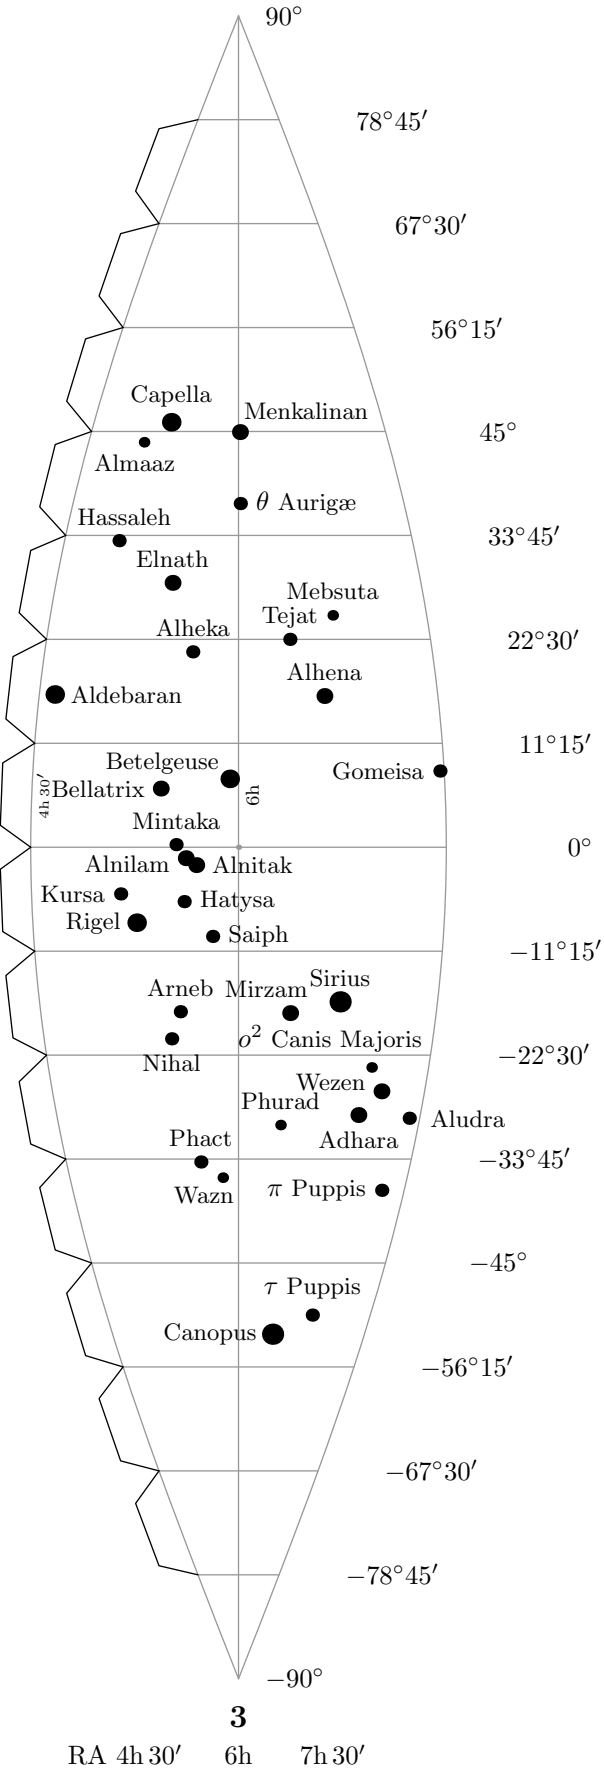 90°
78°45′
67°30′
56°15′
Capella
Menkalinan
45°
Almaaz
θ Aurigæ
Hassaleh
33°45′
Elnath
Mebsuta
Tejat
Alheka
22°30′
Alhena
Aldebaran
11°15′
Betelgeuse
Gomeisa
4h 30′
Bellatrix
6h
Mintaka
0°
Alnilam
Alnitak
Kursa
Hatysa
Rigel
Saiph
−11°15′
Sirius
Arneb
Mirzam
ο² Canis Majoris
−22°30′
Nihal
Wezen
Phurad
Aludra
Phact
Adhara
−33°45′
Wazn
π Puppis
−45°
τ Puppis
Canopus
−56°15′
−67°30′
−78°45′
−90°
3
RA 4h 30′ 6h 7h 30′